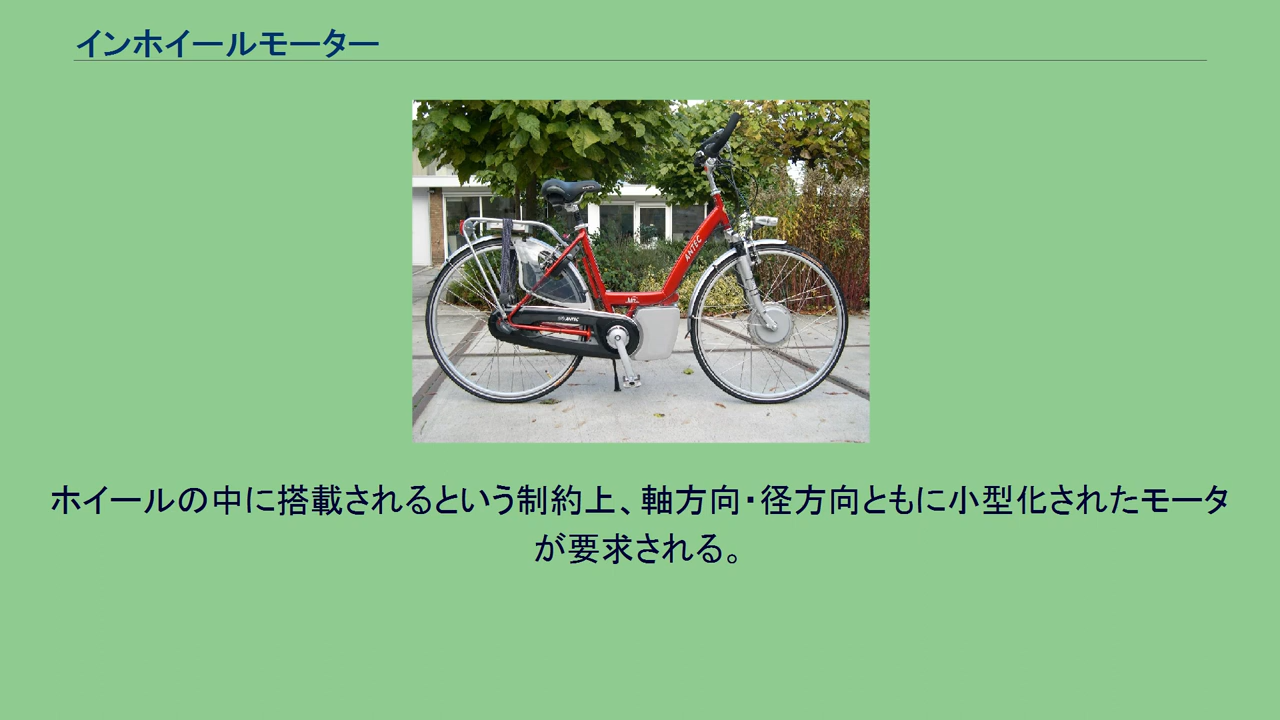 インホイールモーター
ANTEC
ANTEC
ホイールの中に搭載されるという制約上、軸方向・径方向ともに小型化されたモータ
が要求される。